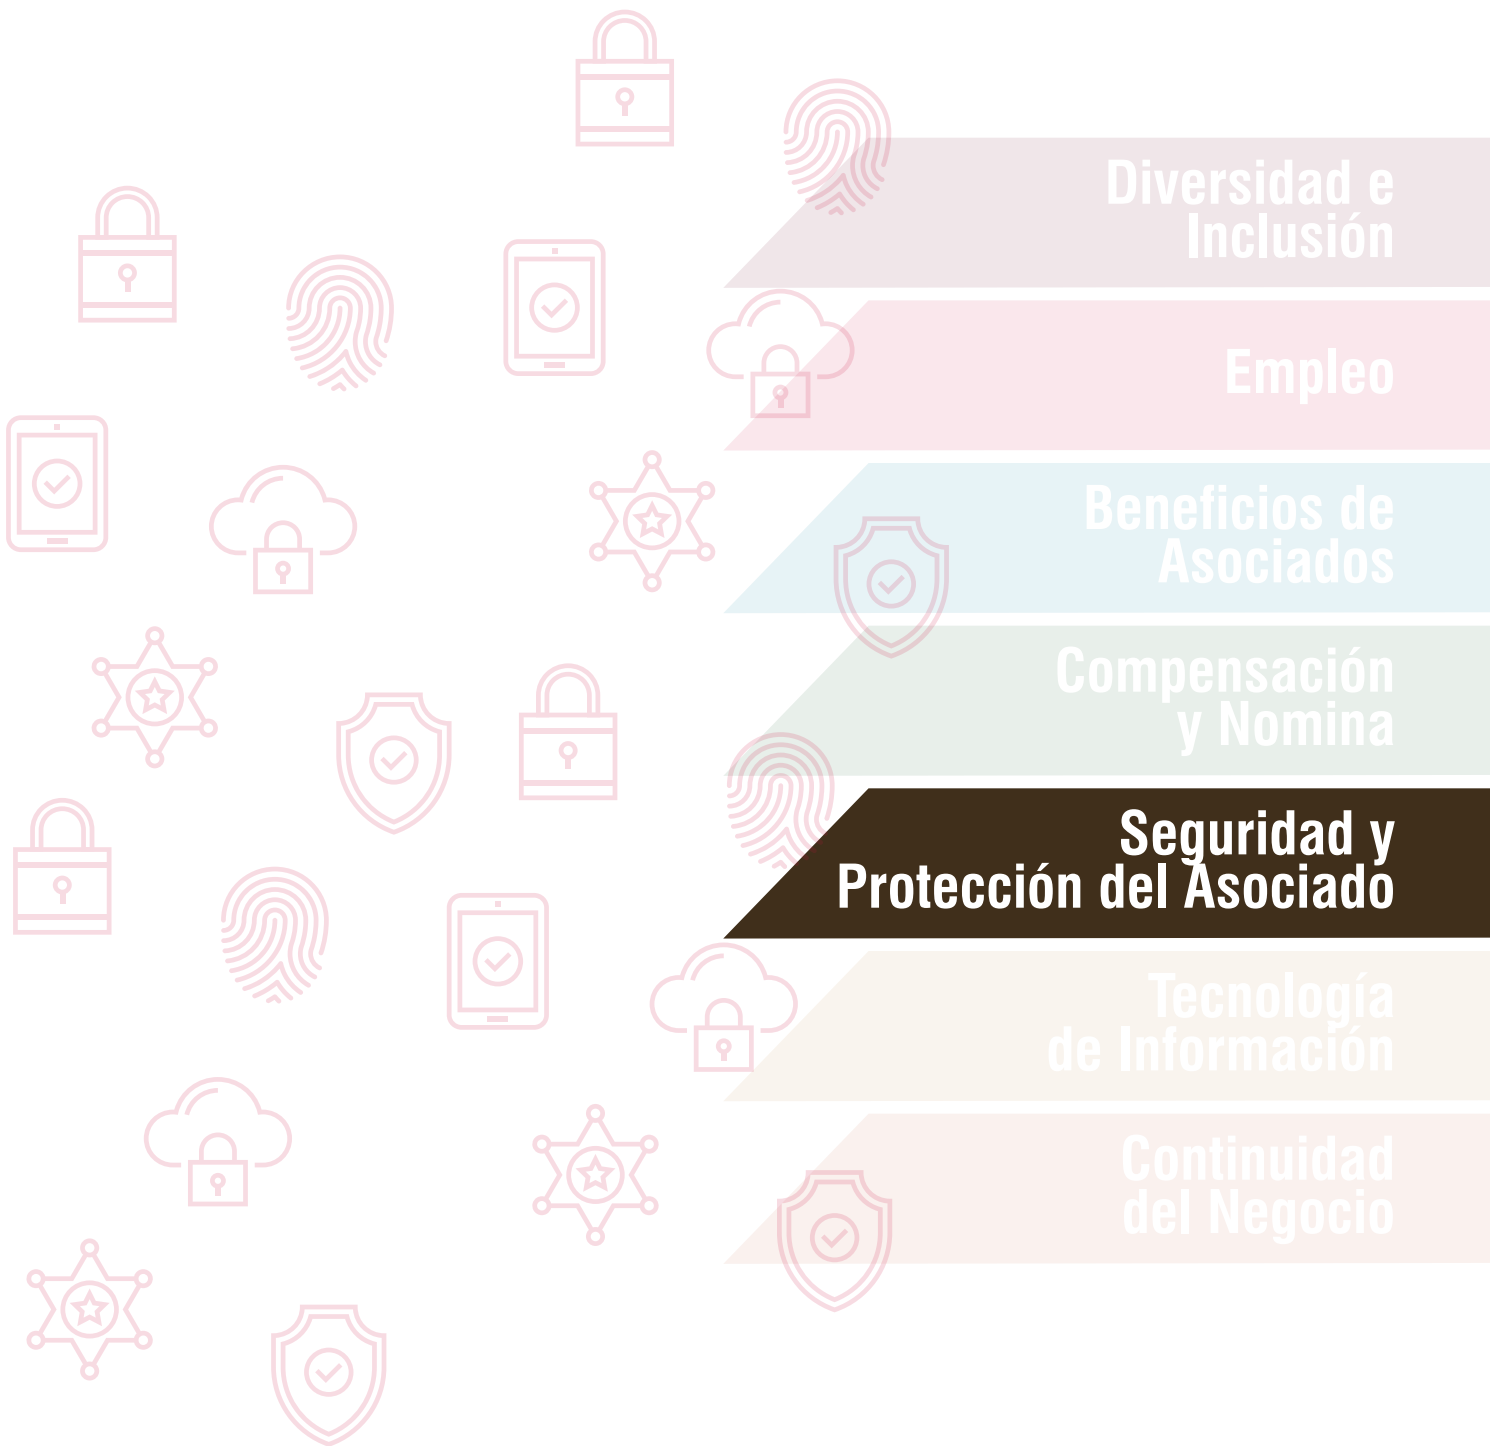 Diversidad e
Inclusión
Empleo
Beneficios de
Asociados
Compensación
y Nomina
Seguridad y
Protección del Asociado
Tecnología
de Información
Continuidad
del Negocio